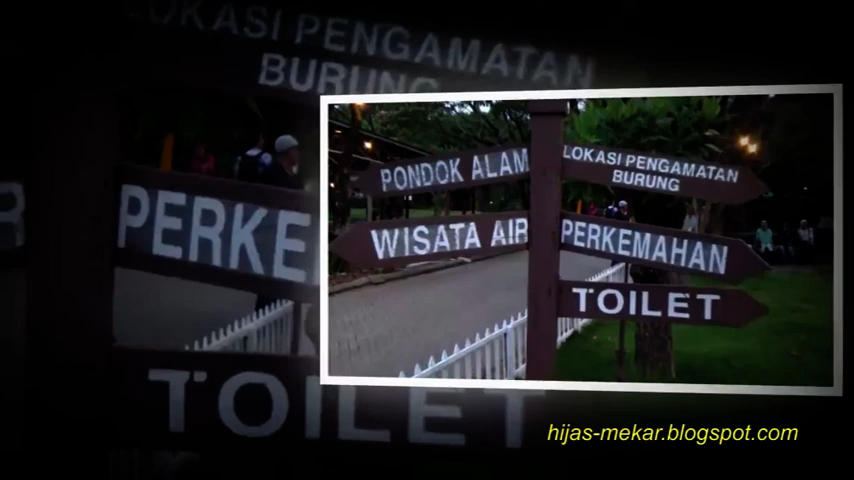 LOKASI PENGAMATAN
BURUNG
PERKE
TOILET
PONDOK ALAM
WISATA AIR
LOKASI PENGAMATAN
BURUNG
PERKEMAHAN
TOILET
hijas-mekar.blogspot.com